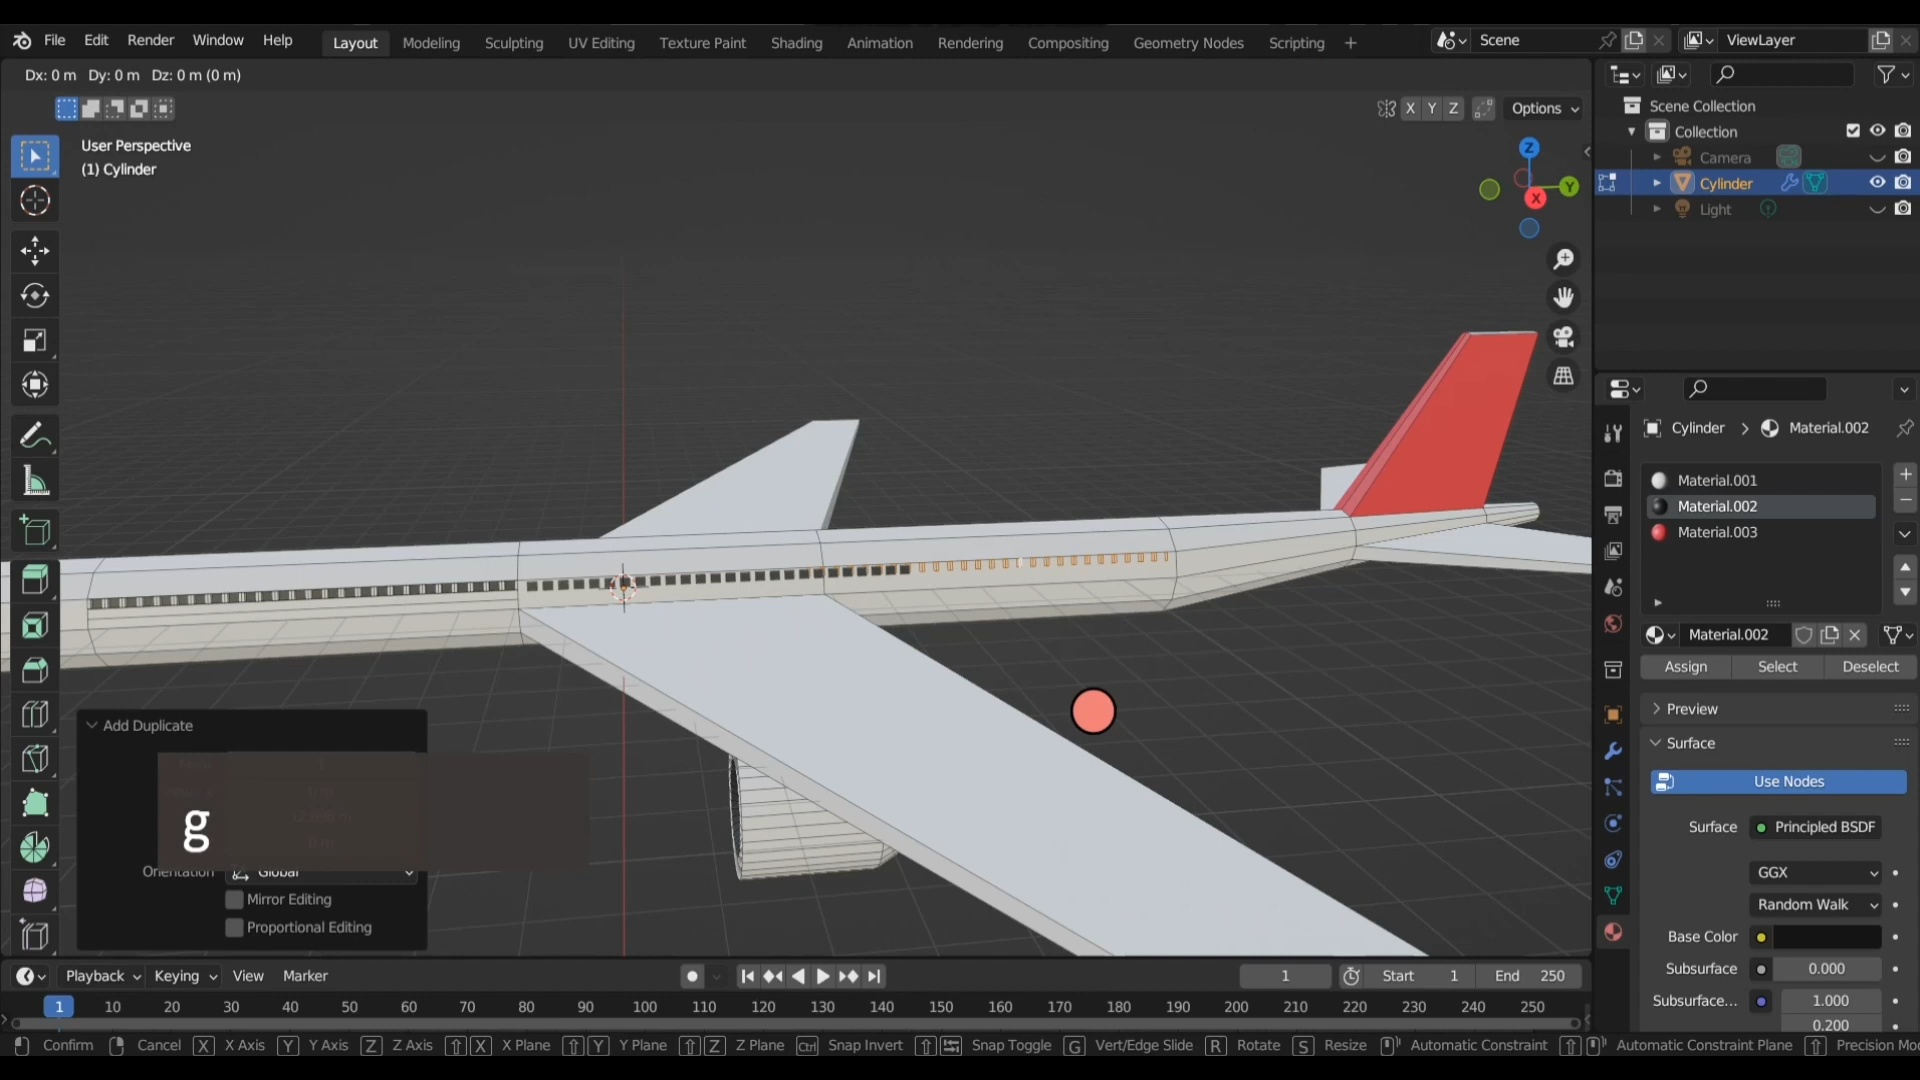 File Edit Render Window Help Layout Modeling Sculpting UV Editing Texture Paint Shading Animation Rendering Compositing Geometry Nodes Scripting + Scene ViewLayer
Dx: 0 m Dy: 0 m Dz: 0 m (0 m)
X Y Z Options
User Perspective
(1) Cylinder
Z
Y
X
Scene Collection
Collection
Camera
Cylinder
Light
Cylinder > Material.002
Material.001
Material.002
Material.003
Material.002
Assign Select Deselect
Preview
Surface
Use Nodes
Surface Principled BSDF
GGX
Random Walk
Base Color
Subsurface 0.000
Subsurface... 1.000
0.200
Add Duplicate
g
Orientation Global
Mirror Editing
Proportional Editing
Playback Keying View Marker 1 Start 1 End 250
1 10 20 30 40 50 60 70 80 90 100 110 120 130 140 150 160 170 180 190 200 210 220 230 240 250
Confirm Cancel X X Axis Y Y Axis Z Z Axis X X Plane Y Y Plane Z Z Plane Ctrl Snap Invert Snap Toggle G Vert/Edge Slide R Rotate S Resize Automatic Constraint Automatic Constraint Plane Precision Mo